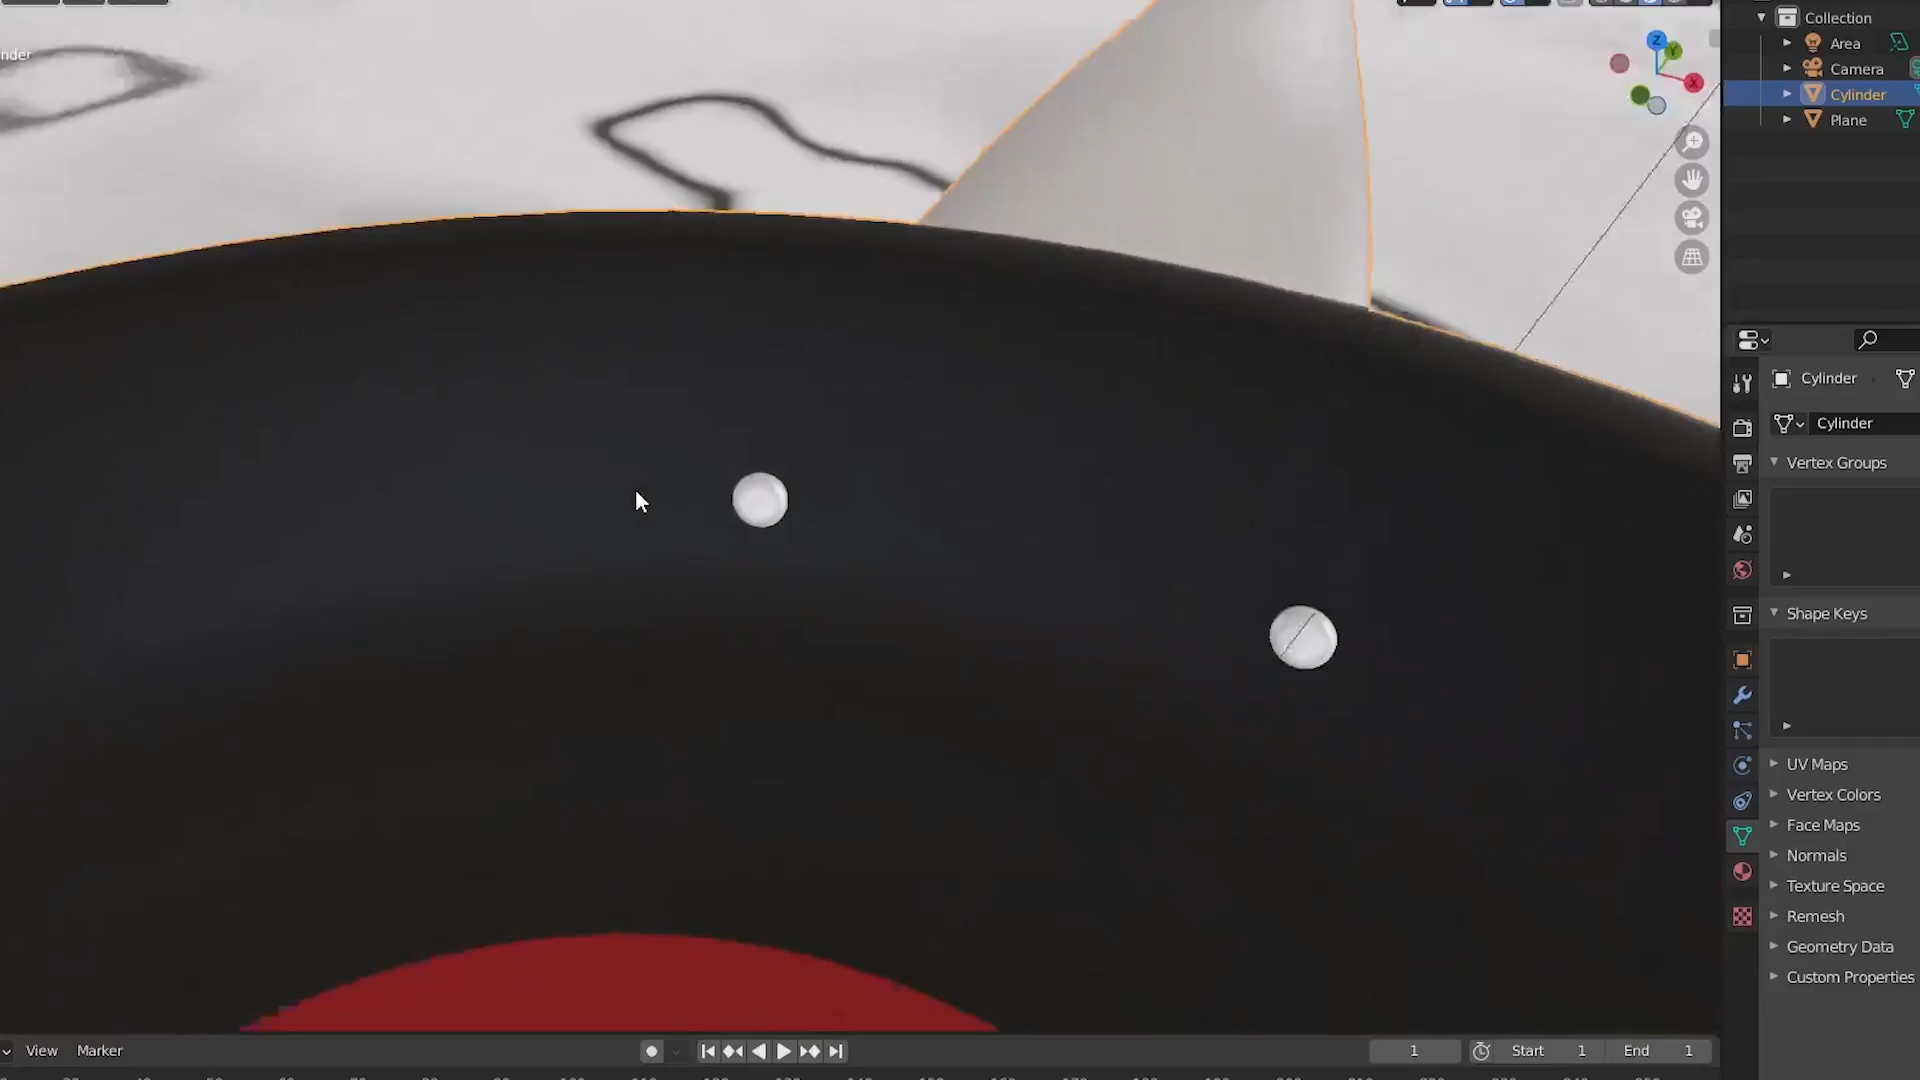 nder
Z
Y
X
Collection
Area
Camera
Cylinder
Plane
Cylinder
Cylinder
Vertex Groups
Shape Keys
UV Maps
Vertex Colors
Face Maps
Normals
Texture Space
Remesh
Geometry Data
Custom Properties
View Marker
1 Start 1 End 1